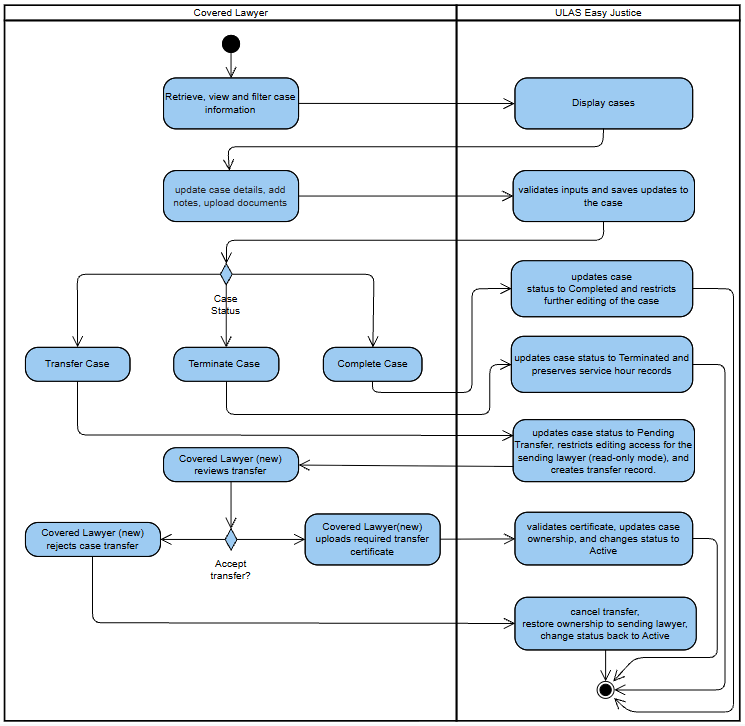 Covered Lawyer
ULAS Easy Justice
Retrieve, view and filter case
information
Display cases
update case details, add
notes, upload documents
validates inputs and saves updates to
the case
Case
Status
updates case
status to Completed and restricts
further editing of the case
Transfer Case
Terminate Case
Complete Case
updates case status to Terminated and
preserves service hour records
updates case status to Pending
Transfer, restricts editing access for the
sending lawyer (read-only mode), and
creates transfer record.
Covered Lawyer (new)
reviews transfer
Covered Lawyer (new)
rejects case transfer
Accept
transfer?
Covered Lawyer(new)
uploads required transfer
certificate
validates certificate, updates case
ownership, and changes status to
Active
cancel transfer,
restore ownership to sending lawyer,
change status back to Active